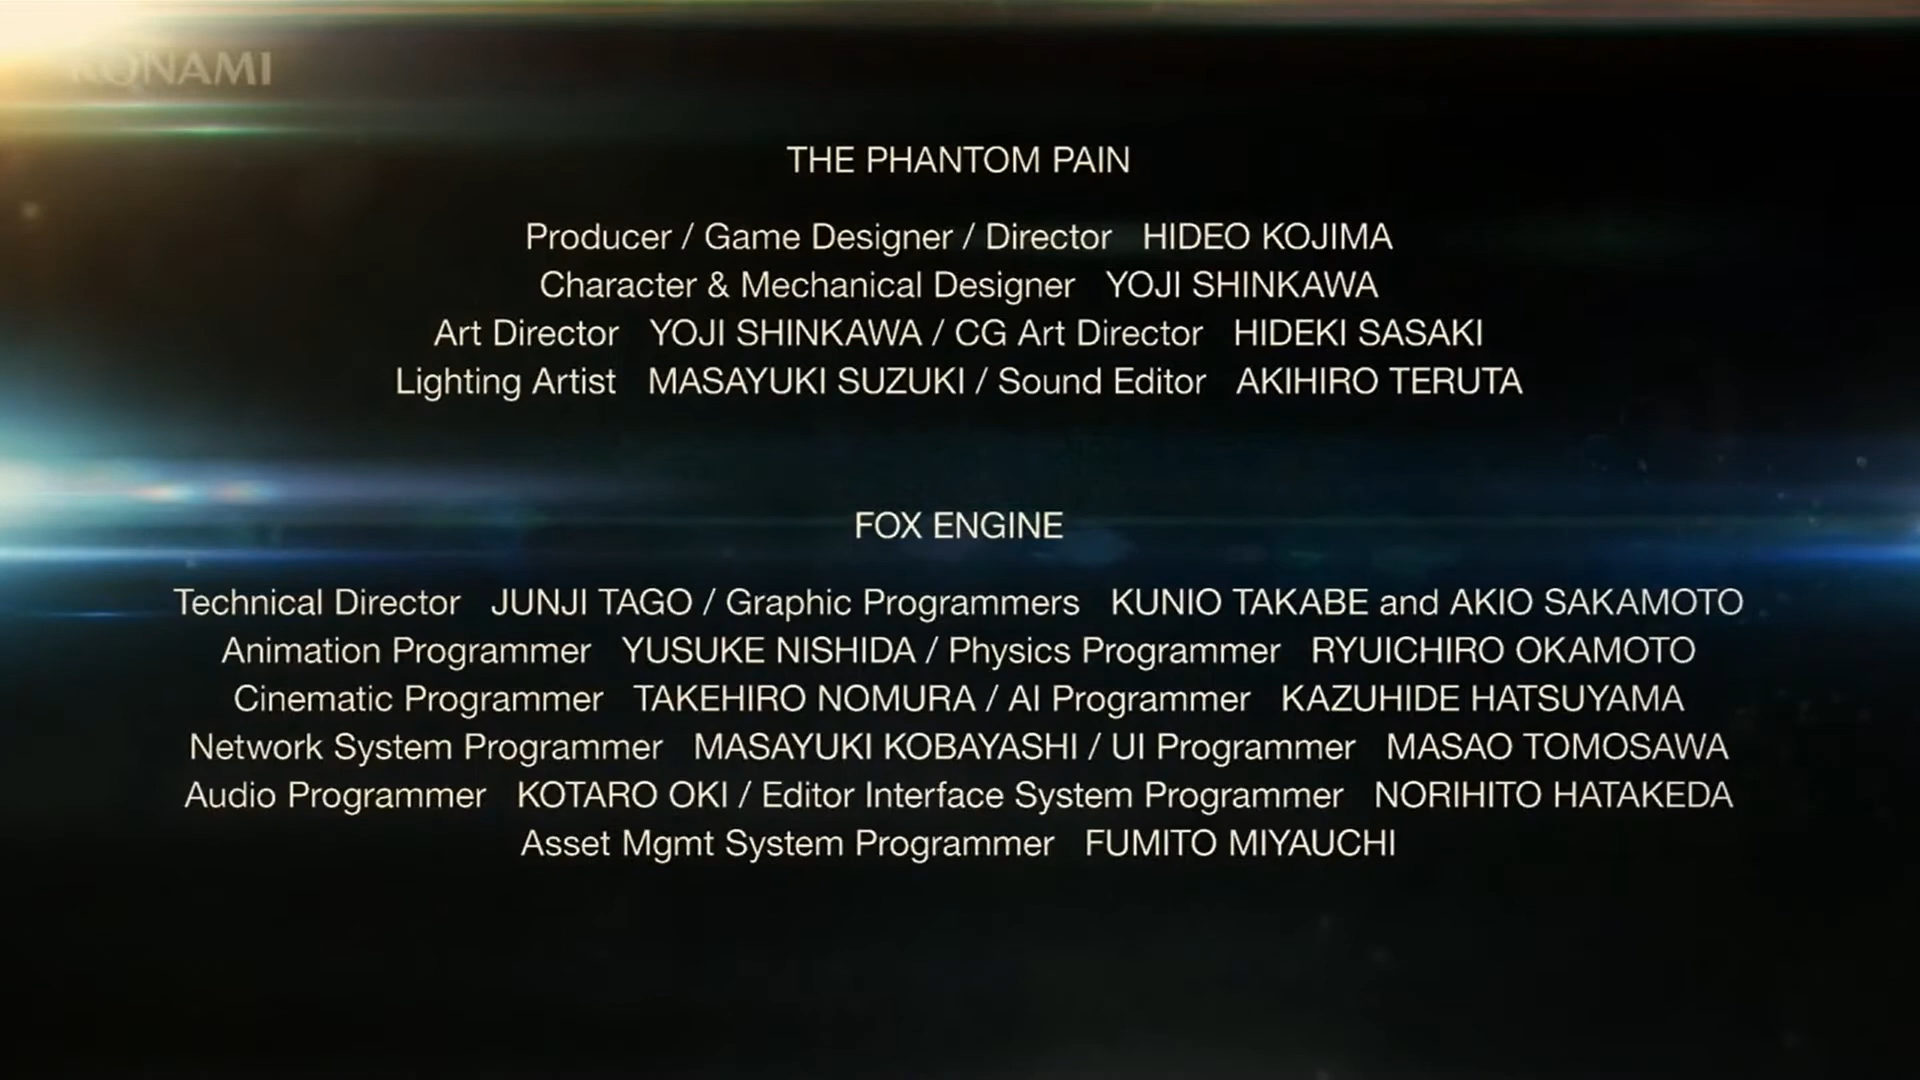 KONAMI
THE PHANTOM PAIN
Producer / Game Designer / Director HIDEO KOJIMA
Character & Mechanical Designer YOJI SHINKAWA
Art Director YOJI SHINKAWA / CG Art Director HIDEKI SASAKI
Lighting Artist MASAYUKI SUZUKI / Sound Editor AKIHIRO TERUTA
FOX ENGINE
Technical Director JUNJI TAGO / Graphic Programmers KUNIO TAKABE and AKIO SAKAMOTO
Animation Programmer YUSUKE NISHIDA / Physics Programmer RYUICHIRO OKAMOTO
Cinematic Programmer TAKEHIRO NOMURA / AI Programmer KAZUHIDE HATSUYAMA
Network System Programmer MASAYUKI KOBAYASHI / UI Programmer MASAO TOMOSAWA
Audio Programmer KOTARO OKI / Editor Interface System Programmer NORIHITO HATAKEDA
Asset Mgmt System Programmer FUMITO MIYAUCHI